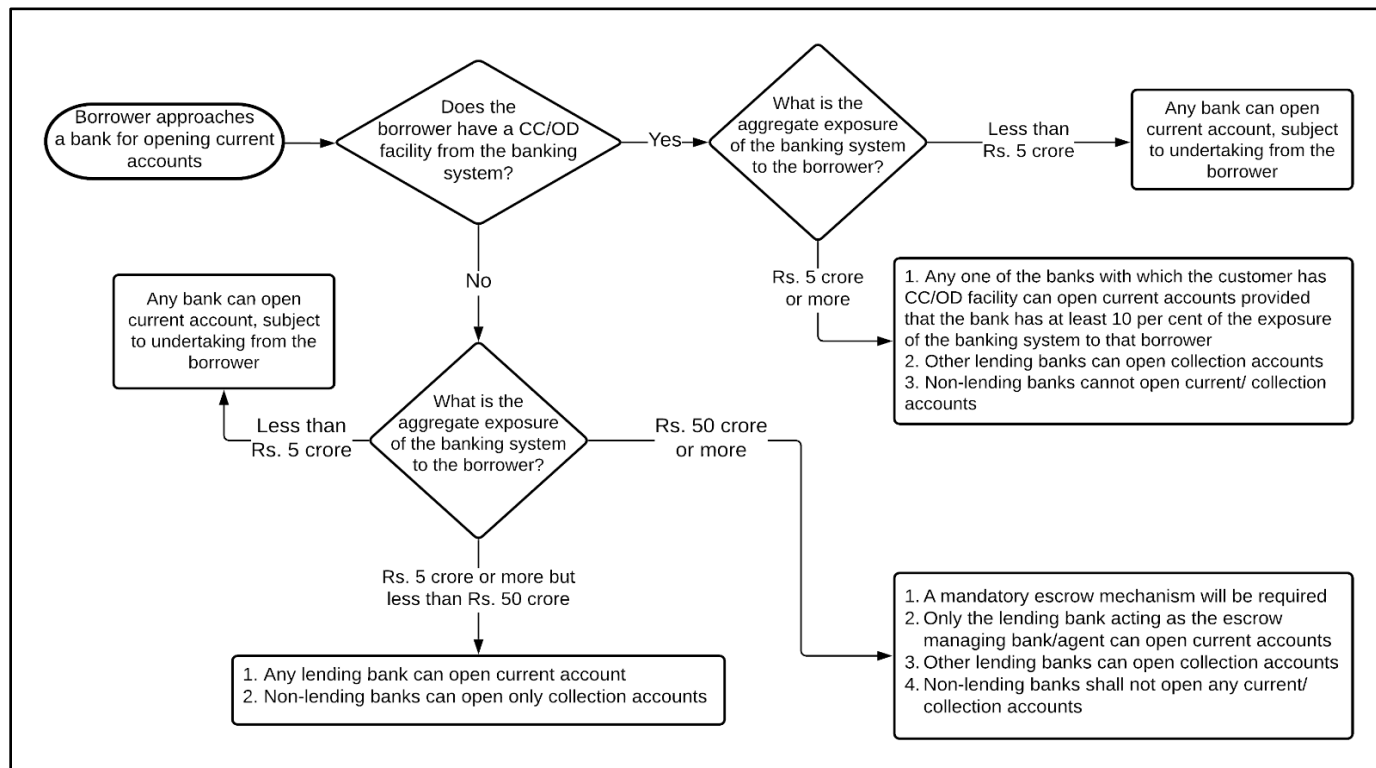 Borrower approaches
a bank for opening current
accounts
Does the
borrower have a CC/OD
facility from the banking
system?
Yes
What is the
aggregate exposure
of the banking system
to the borrower?
Less than
Rs. 5 crore
Any bank can open
current account, subject
to undertaking from the
borrower
Rs. 5 crore
or more
1. Any one of the banks with which the customer has
CC/OD facility can open current accounts provided
that the bank has at least 10 per cent of the exposure
of the banking system to that borrower
2. Other lending banks can open collection accounts
3. Non-lending banks cannot open current/ collection
accounts
No
Any bank can open
current account, subject
to undertaking from the
borrower
Less than
Rs. 5 crore
What is the
aggregate exposure
of the banking system
to the borrower?
Rs. 50 crore
or more
Rs. 5 crore or more but
less than Rs. 50 crore
1. Any lending bank can open current account
2. Non-lending banks can open only collection accounts
1. A mandatory escrow mechanism will be required
2. Only the lending bank acting as the escrow
managing bank/agent can open current accounts
3. Other lending banks can open collection accounts
4. Non-lending banks shall not open any current/
collection accounts